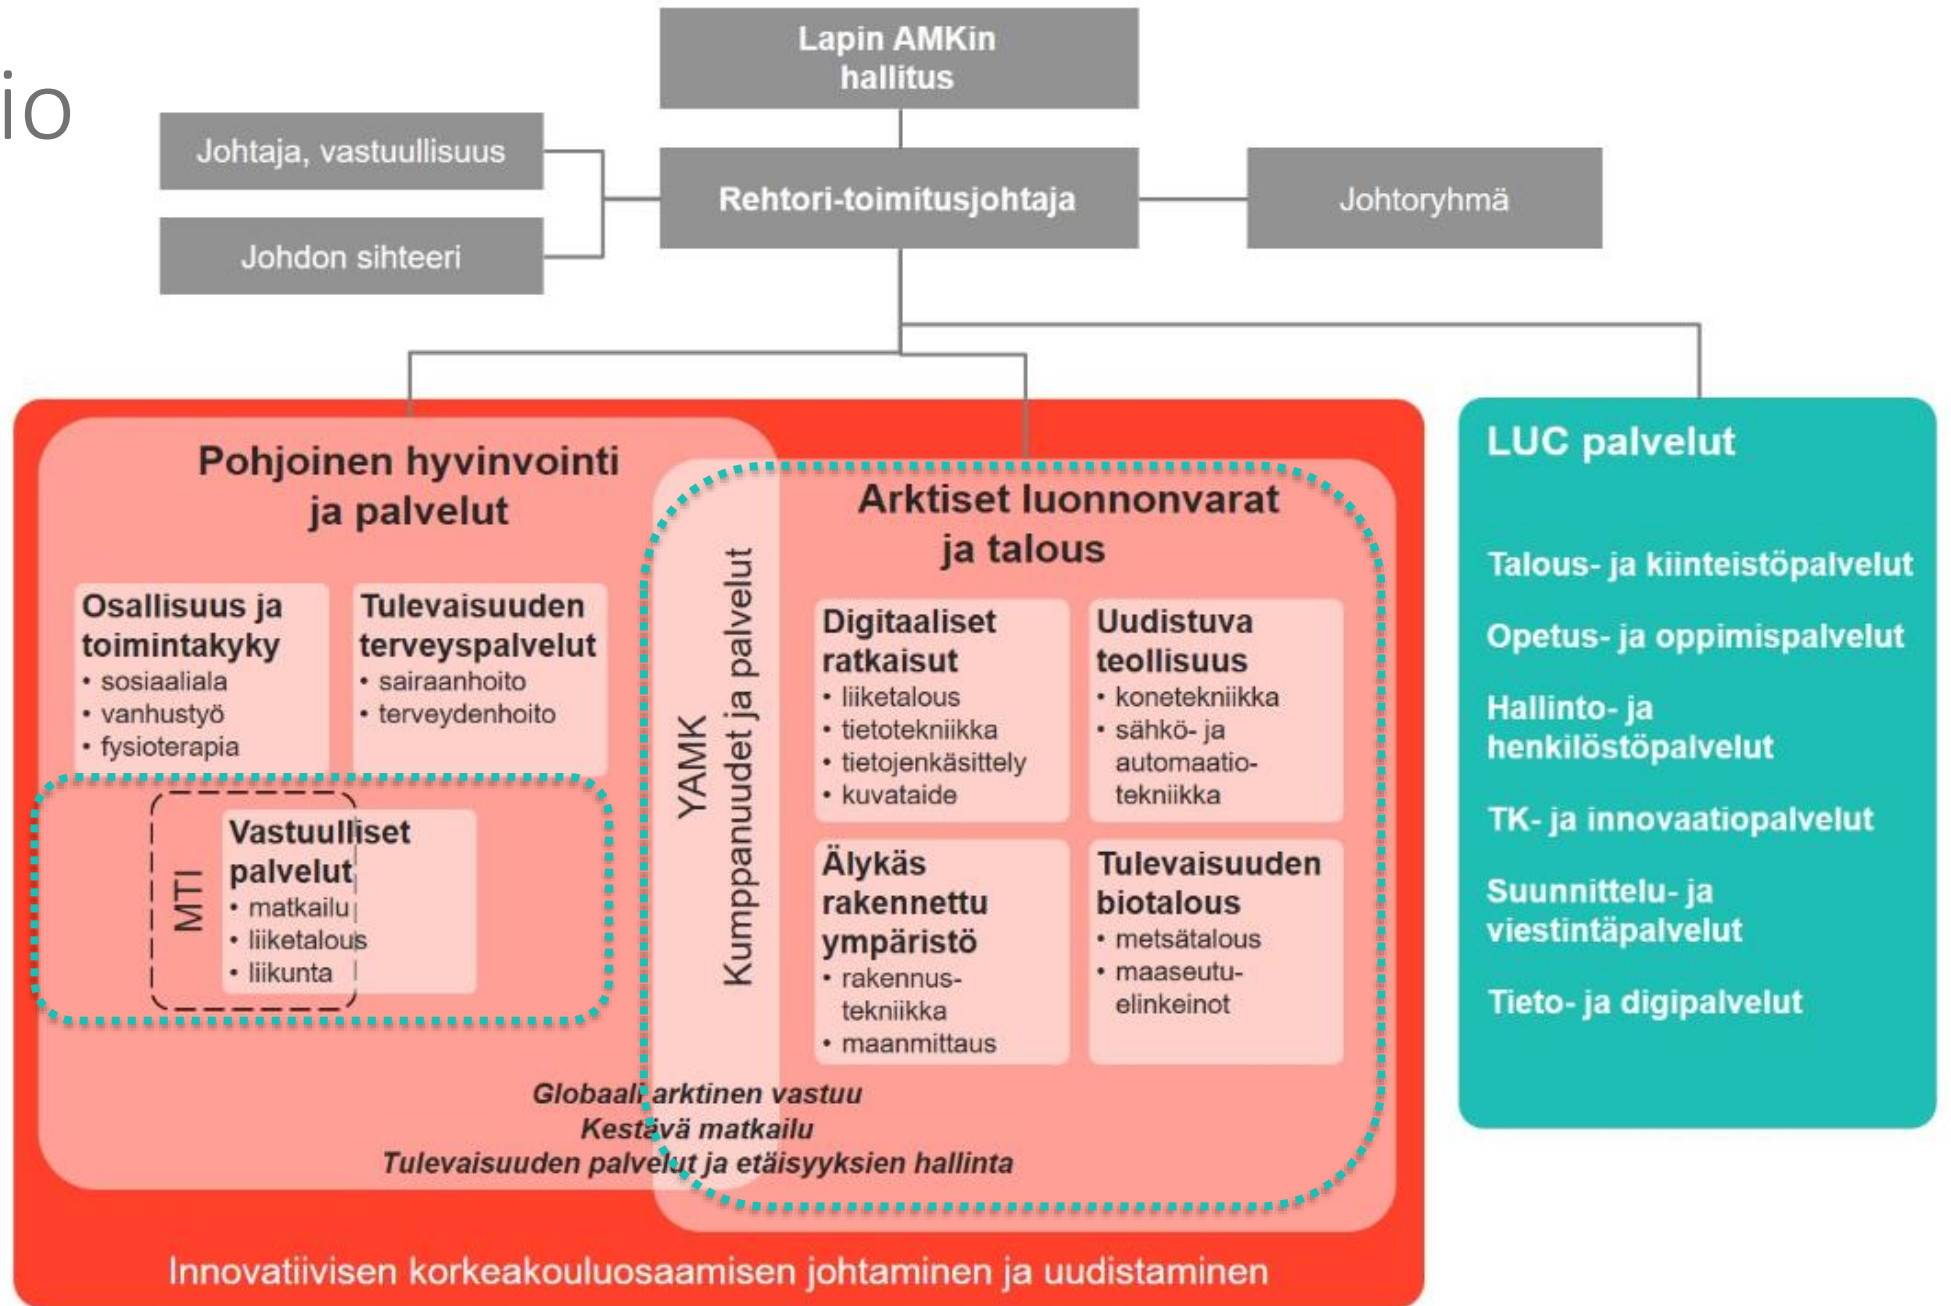 io
Lapin AMKin
hallitus
Johtaja, vastuullisuus
Rehtori-toimitusjohtaja
Johtoryhmä
Johdon sihteeri
Pohjoinen hyvinvointi
ja palvelut
Osallisuus ja
toimintakyky
• sosiaaliala
• vanhustyö
• fysioterapia
Tulevaisuuden
terveyspalvelut
• sairaanhoito
• terveydenhoito
MTI
Vastuulliset
palvelut
• matkailu
• liiketalous
• liikunta
YAMK
Kumppanuudet ja palvelut
Arktiset luonnonvarat
ja talous
Digitaaliset
ratkaisut
• liiketalous
• tietotekniikka
• tietojenkäsittely
• kuvataide
Uudistuva
teollisuus
• konetekniikka
• sähkö- ja
automaatio-
tekniikka
Älykäs
rakennettu
ympäristö
• rakennus-
tekniikka
• maanmittaus
Tulevaisuuden
biotalous
• metsätalous
• maaseutu-
elinkeinot
Globaali arktinen vastuu
Kestävä matkailu
Tulevaisuuden palvelut ja etäisyyksien hallinta
Innovatiivisen korkeakouluosaamisen johtaminen ja uudistaminen
LUC palvelut
Talous- ja kiinteistöpalvelut
Opetus- ja oppimispalvelut
Hallinto- ja
henkilöstöpalvelut
TK- ja innovaatiopalvelut
Suunnittelu- ja
viestintäpalvelut
Tieto- ja digipalvelut